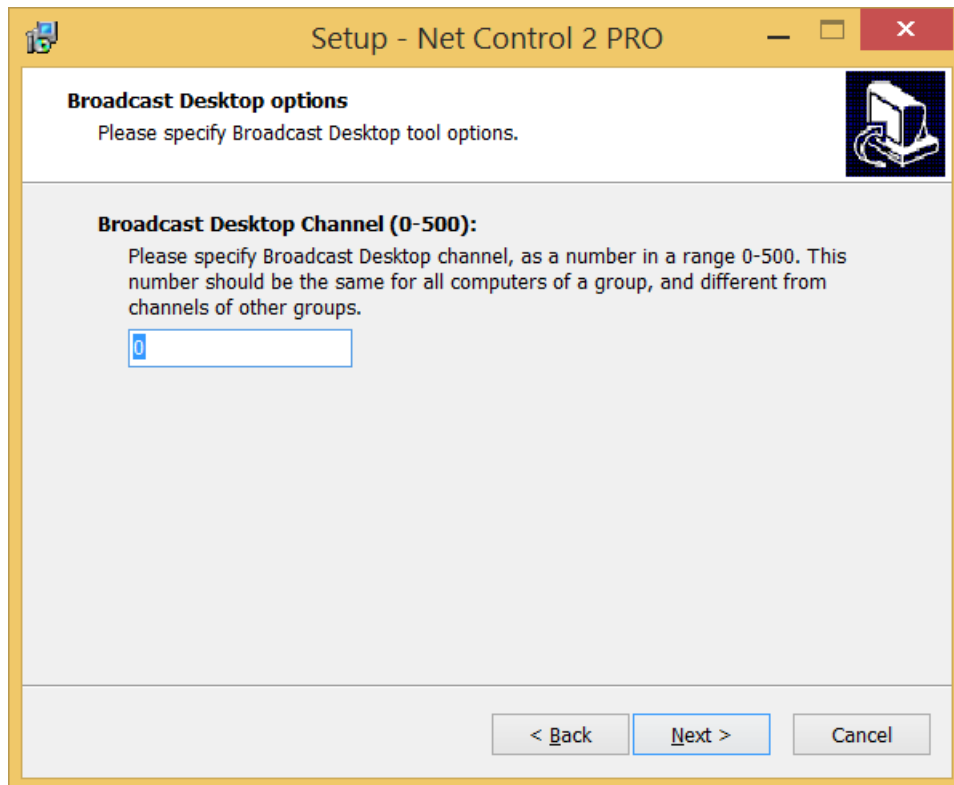 Setup - Net Control 2 PRO
Broadcast Desktop options
Please specify Broadcast Desktop tool options.
Broadcast Desktop Channel (0-500):
Please specify Broadcast Desktop channel, as a number in a range 0-500. This
number should be the same for all computers of a group, and different from
channels of other groups.
0
< Back
Next >
Cancel